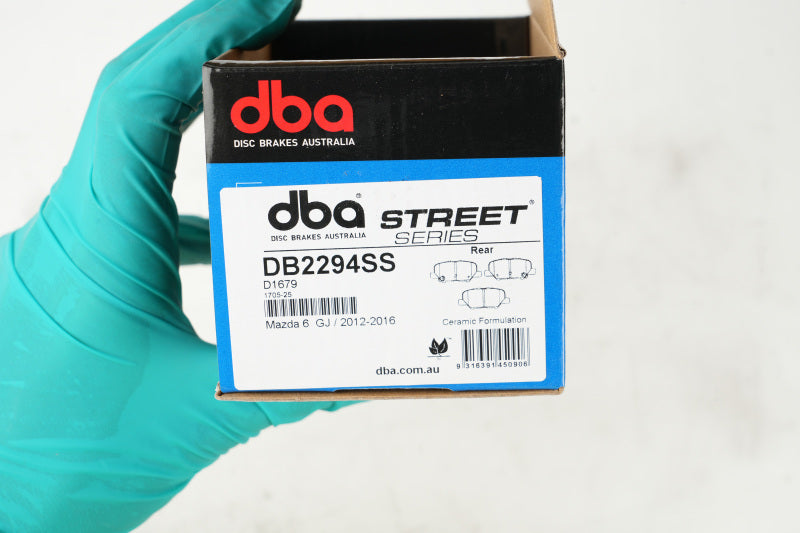 dba
DISC BRAKES AUSTRALIA
dba®
DISC BRAKES AUSTRALIA
STREET®
SERIES
Rear
DB2294SS
D1679
1705-25
Mazda 6 GJ / 2012-2016
Ceramic Formulation
9 316391 450906
dba.com.au